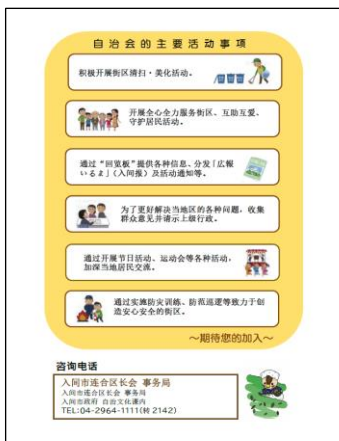 自治会的主要活动事项
积极开展街区清扫・美化活动。
开展全心全力服务街区、互助互爱、
守护居民活动。
通过“回览板”提供各种信息、分发「広報
いるま」(入间报)及活动通知等。
为了更好解决当地区的各种问题，收集
群众意见并请示上级行政。
通过开展节日活动、运动会等各种活动，
加深当地居民交流。
通过实施防灾训练、防范巡逻等致力于创
造安心安全的街区。
～期待您的加入～
咨询电话
入间市连合区长会 事务局
入间市连合区长会 事务局
入间市政府 自治文化课内
TEL:04-2964-1111(转 2142)